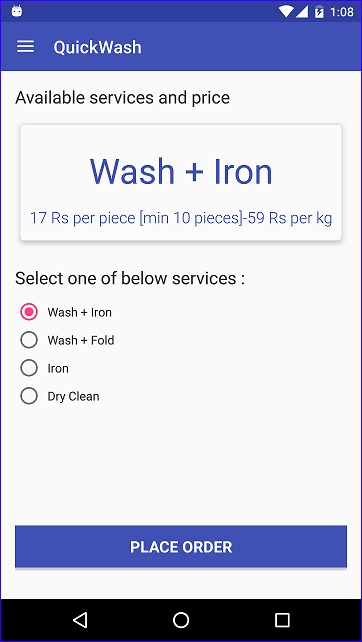 1:08
QuickWash
Available services and price
Wash + Iron
17 Rs per piece [min 10 pieces]-59 Rs per kg
Select one of below services :
Wash + Iron
Wash + Fold
Iron
Dry Clean
PLACE ORDER